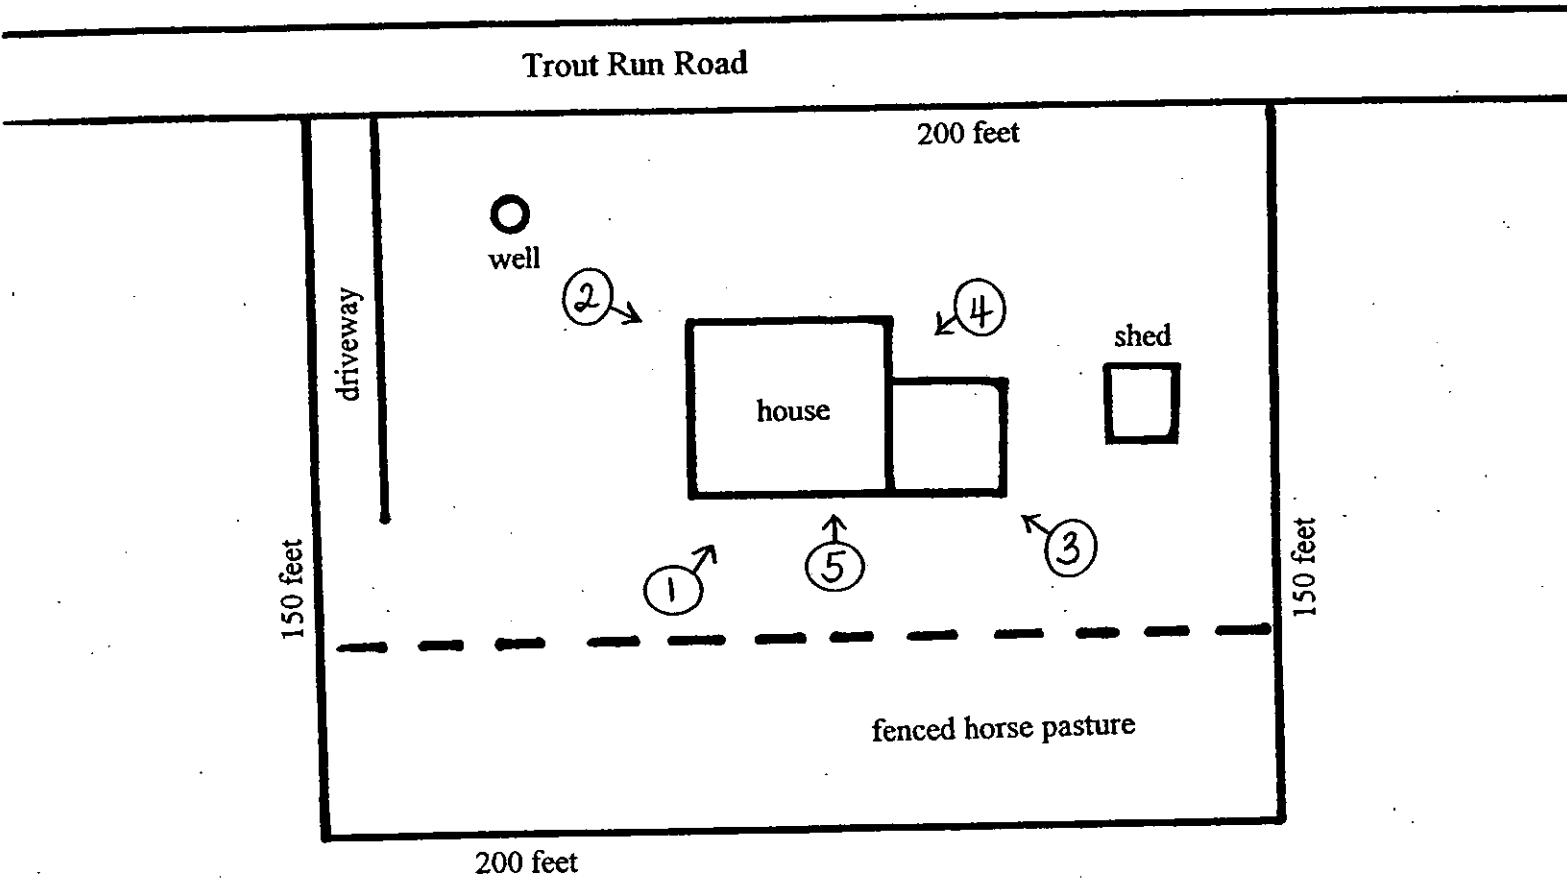 Trout Run Road
200 feet
well
2
4
shed
driveway
house
150 feet
1
5
3
150 feet
fenced horse pasture
200 feet